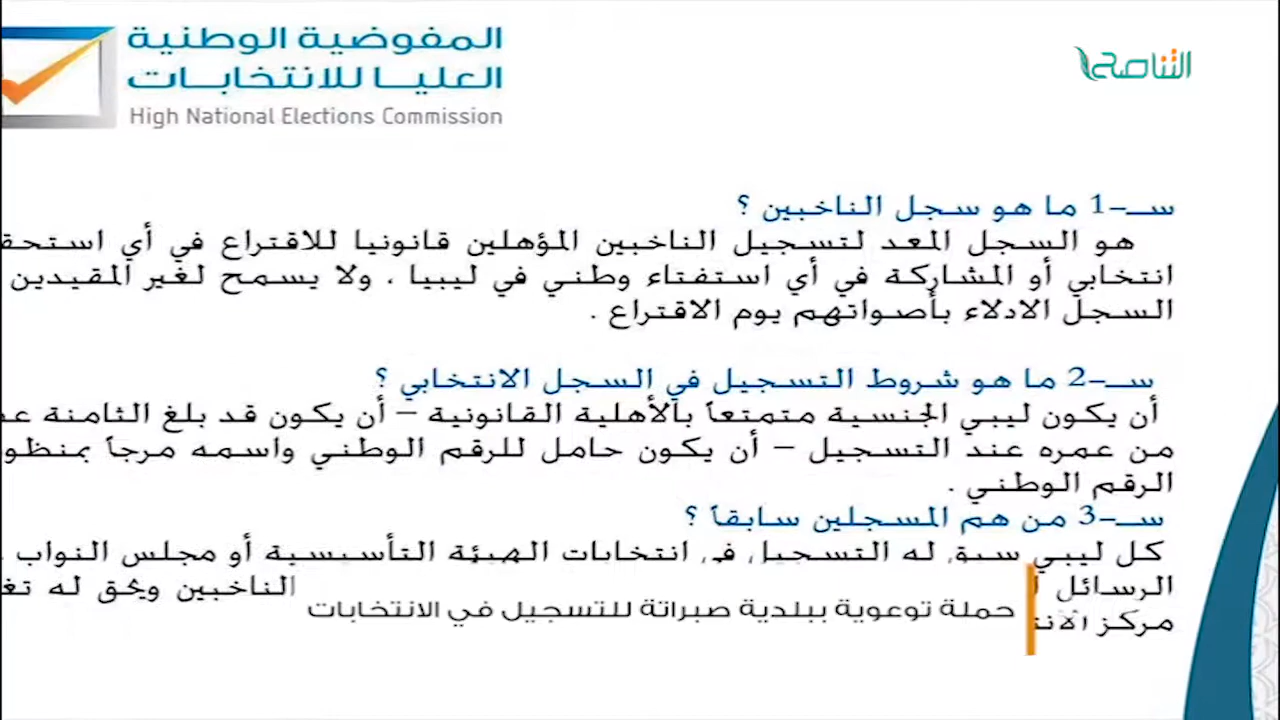 المفوضية الوطنية
العليا للانتخابات
High National Elections Commission
التناصح
سـ-1 ما هو سجل الناخبين ؟
هو السجل المعد لتسجيل الناخبين المؤهلين قانونيا للاقتراع في أي
انتخابي أو المشاركة في أي استفتاء وطني في ليبيا ، ولا يسمح لغير المقيدين
السجل الادلاء بأصواتهم يوم الاقتراع .
سـ-2 ما هو شروط التسجيل في السجل الانتخابي ؟
أن يكون ليبي الجنسية متمتعاً بالأهلية القانونية – أن يكون قد بلغ الثامنة
من عمره عند التسجيل – أن يكون حامل للرقم الوطني واسمه مرجاً
الرقم الوطني .
سـ-3 من هم المسجلين سابقاً ؟
كل ليبي سبق له التسجيل في انتخابات الهيئة التأسيسية أو مجلس النواب
الرسائل الناخبين ويحق له
مركز
حملة توعوية ببلدية صبراتة للتسجيل في الانتخابات